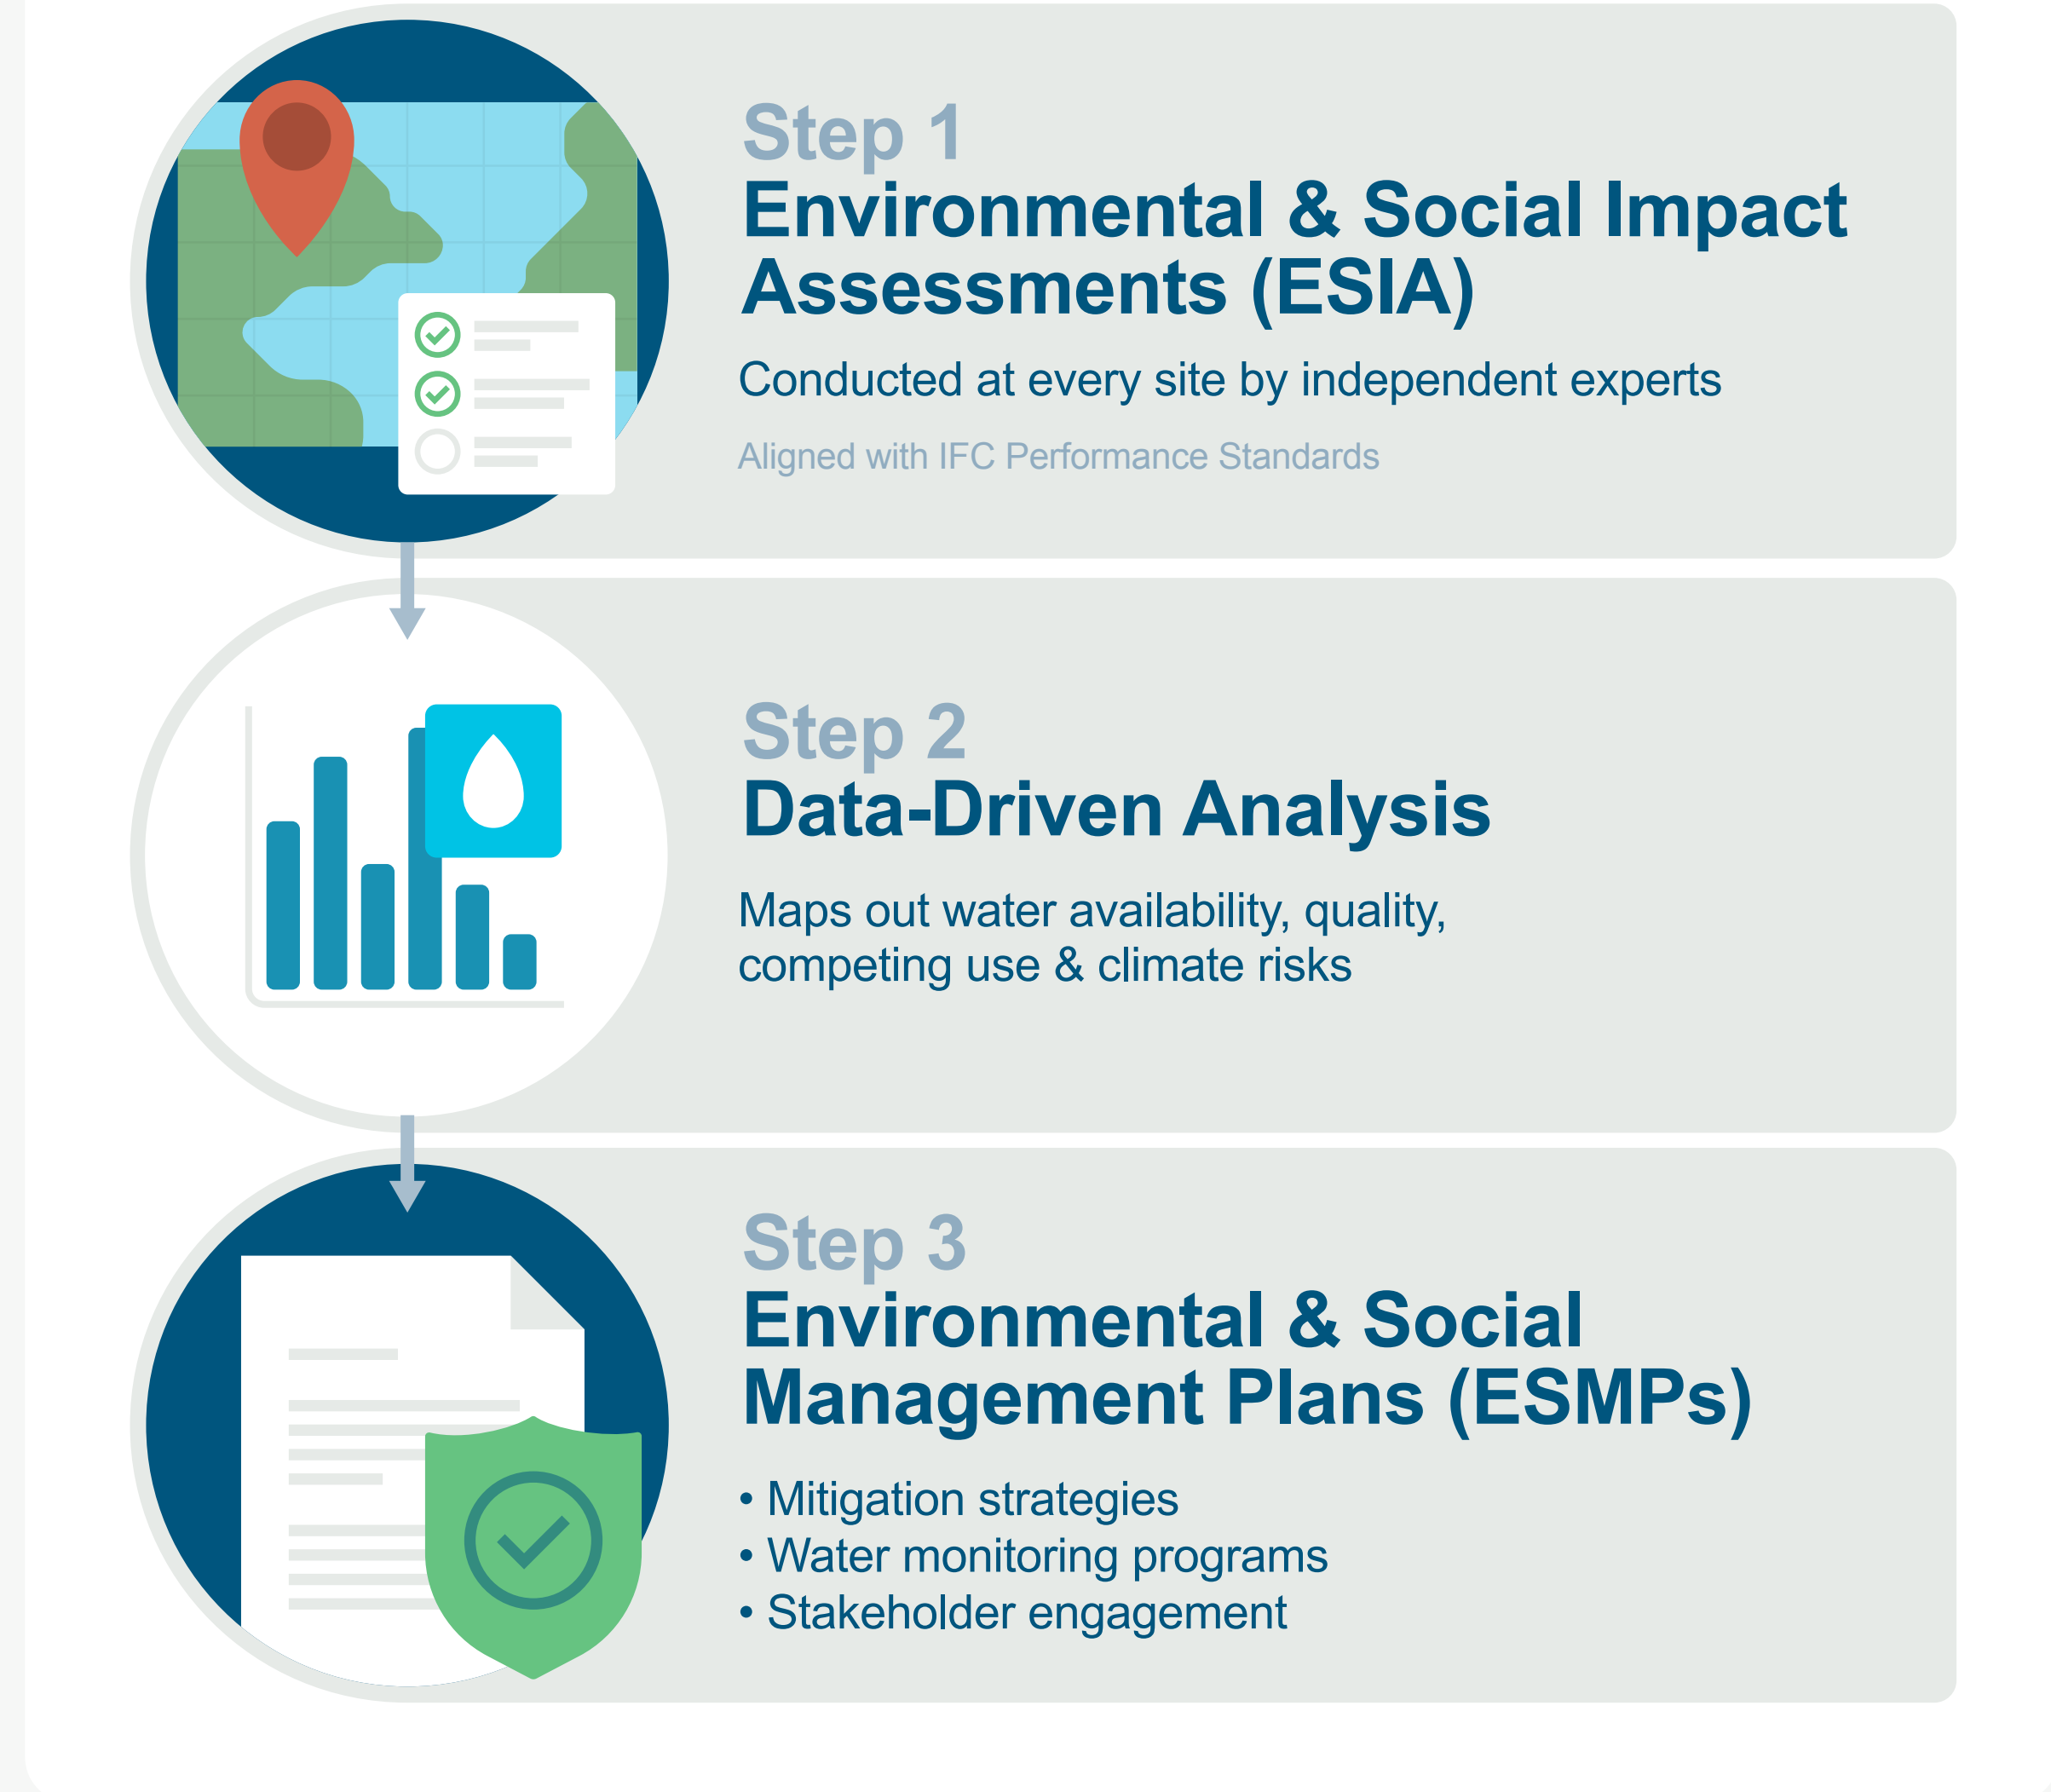 Step 1
Environmental & Social Impact
Assessments (ESIA)
Conducted at every site by independent experts
Aligned with IFC Performance Standards
Step 2
Data-Driven Analysis
Maps out water availability, quality,
competing use & climate risks
Step 3
Environmental & Social
Management Plans (ESMPs)
• Mitigation strategies
• Water monitoring programs
• Stakeholder engagement